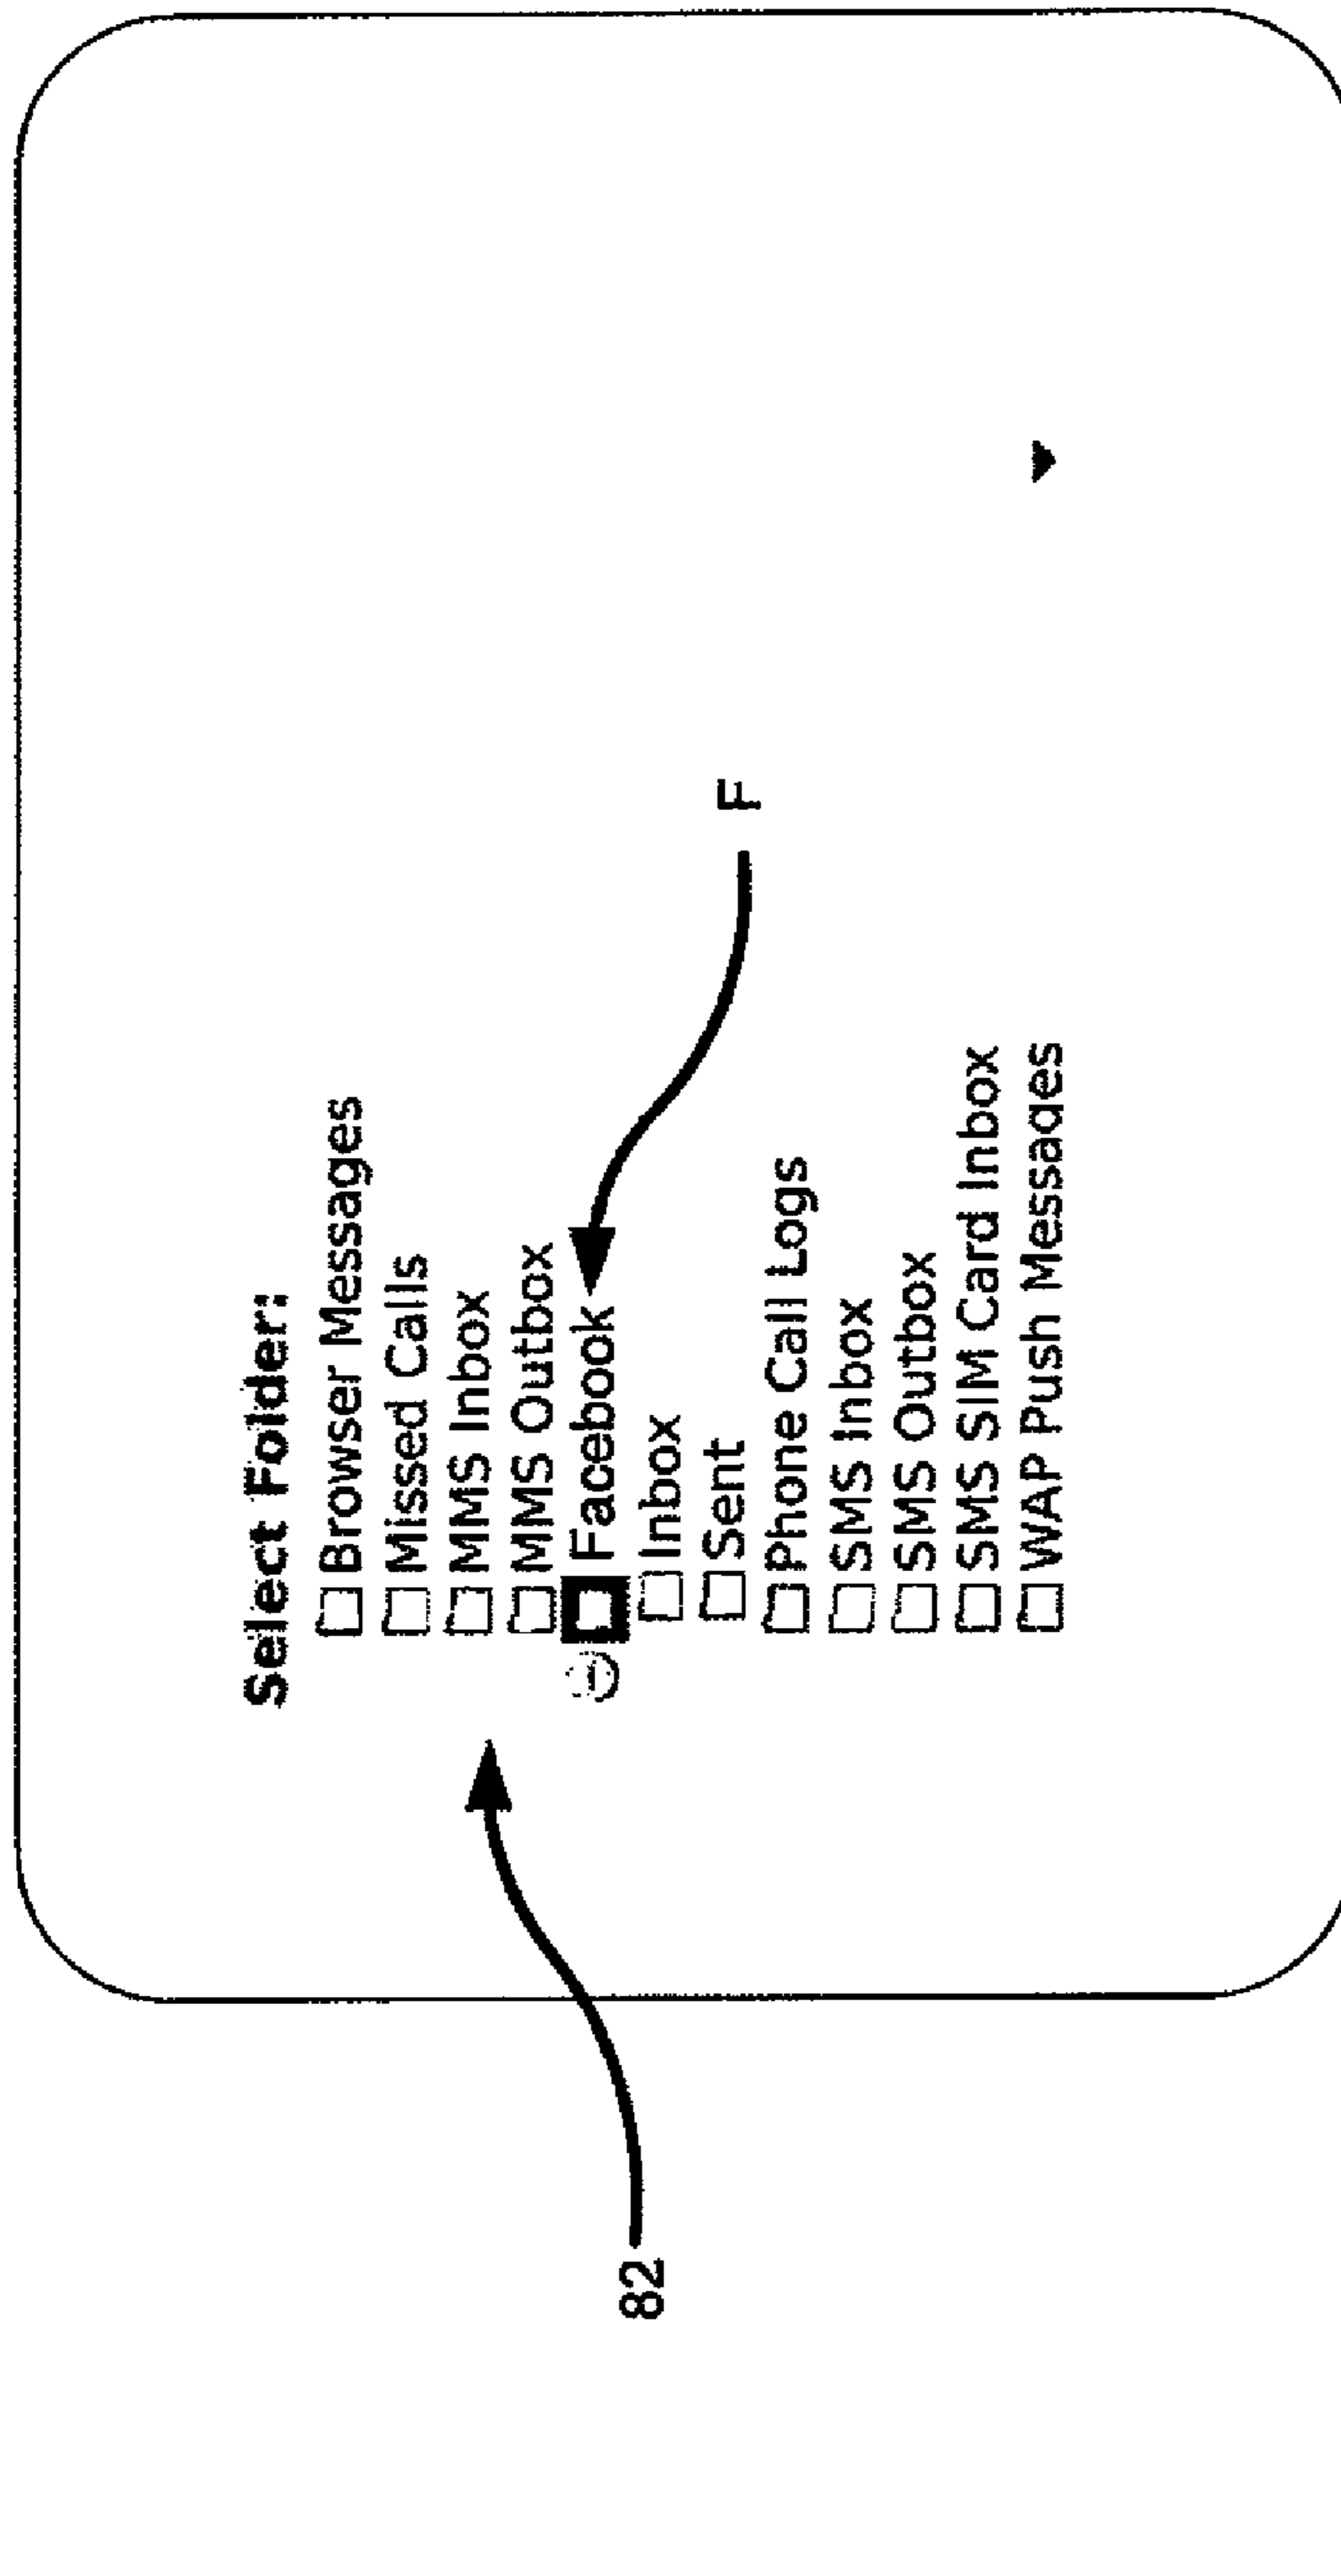 Select Folder:
Browser Messages
Missed Calls
MMS Inbox
MMS Outbox
Facebook
Inbox
Sent
Phone Call Logs
SMS Inbox
SMS Outbox
SMS SIM Card Inbox
WAP Push Messages
F
82